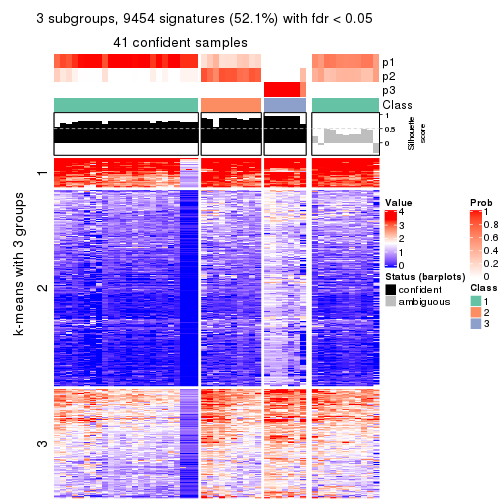 3 subgroups, 9454 signatures (52.1%) with fdr < 0.05
41 confident samples
p1
p2
p3
Class
1
0.5
0
Silhouette
score
k-means with 3 groups
1
2
3
Value
4
3
2
1
0
Status (barplots)
confident
ambiguous
Prob
1
0.8
0.6
0.4
0.2
0
Class
1
2
3